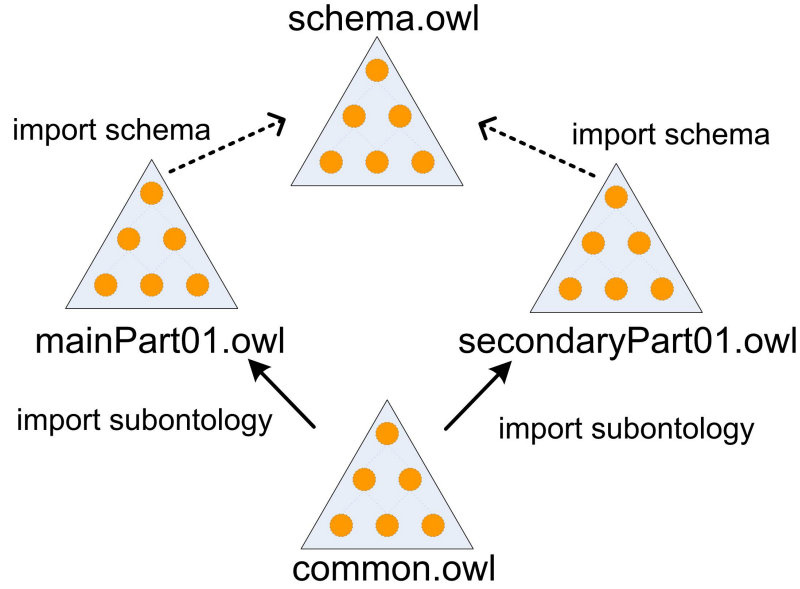 schema.owl
import schema
import schema
mainPart01.owl
secondaryPart01.owl
import subontology
import subontology
common.owl